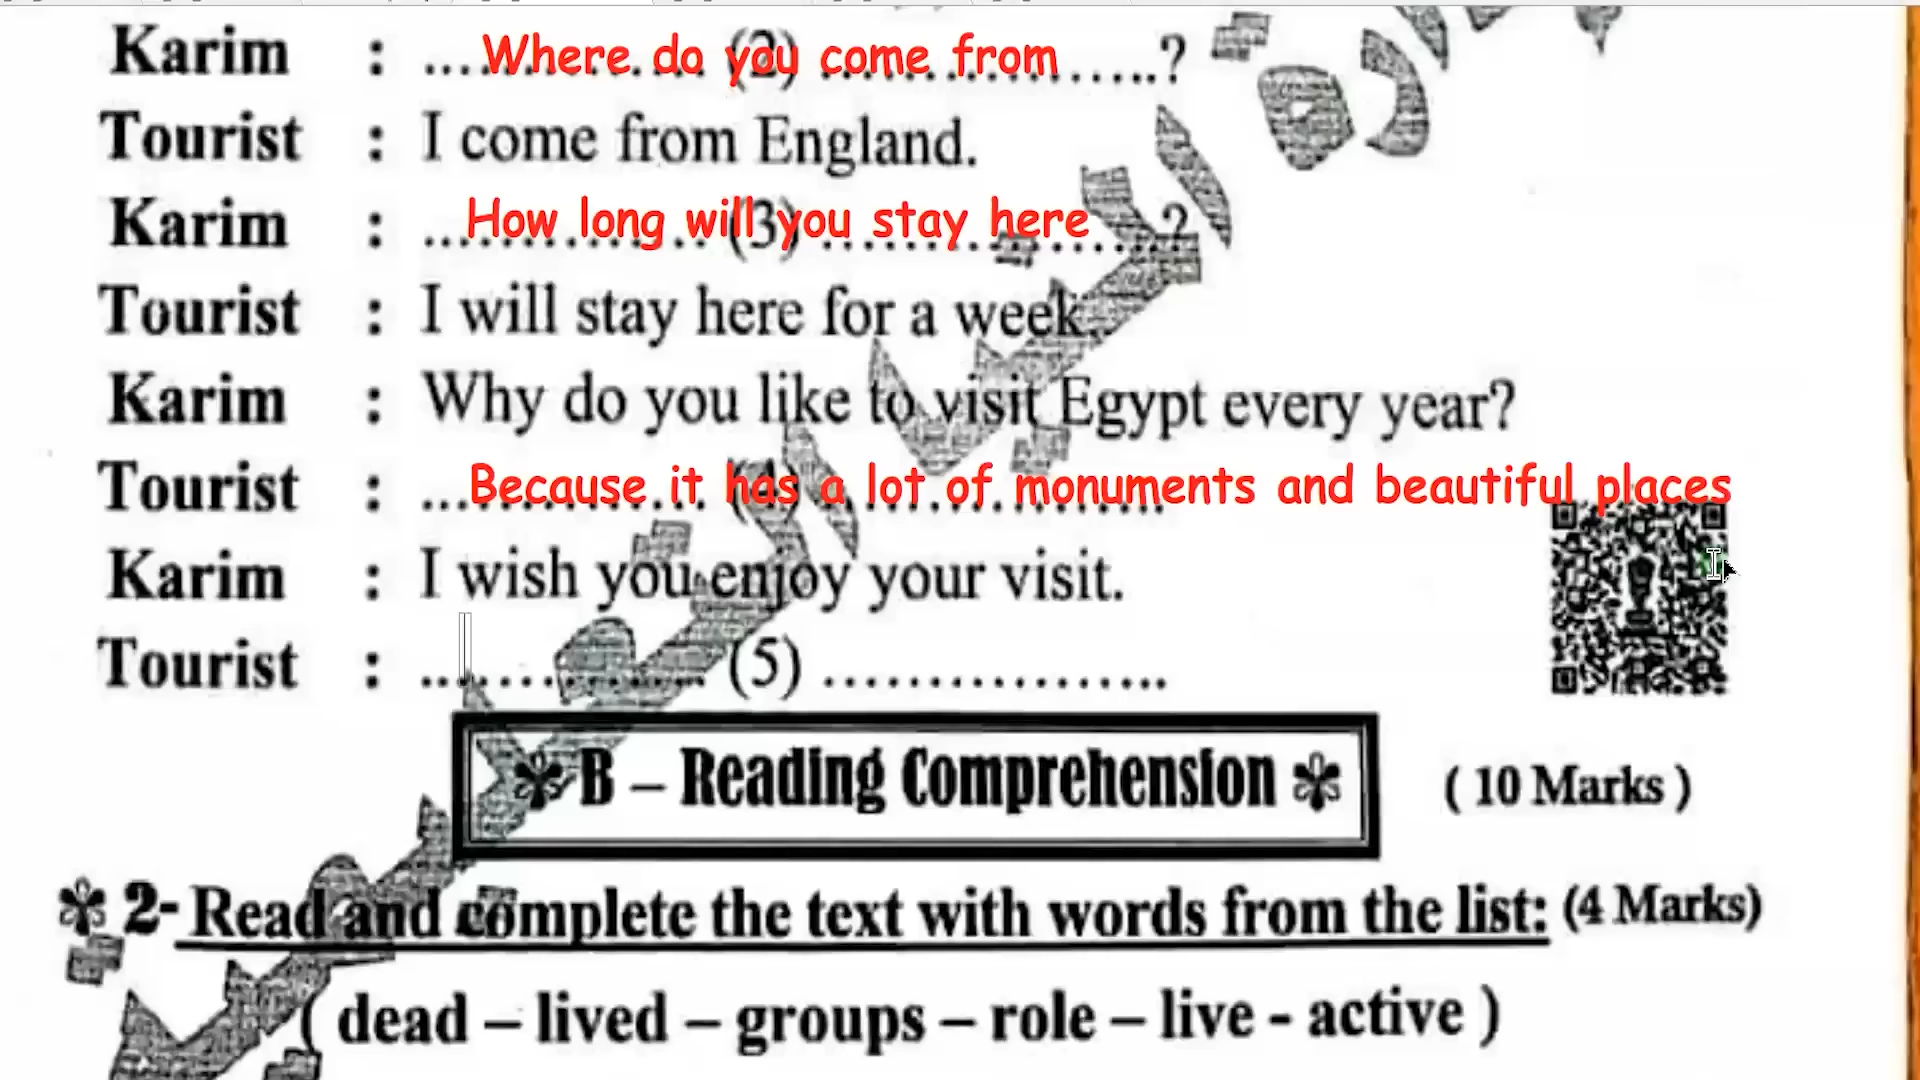 Karim : ...Where do you come from (2) ..................?
Tourist : I come from England.
Karim : ...How long will you stay here (3) ..................?
Tourist : I will stay here for a week.
Karim : Why do you like to visit Egypt every year?
Tourist : ...Because it has a lot of monuments and beautiful places
Karim : I wish you enjoy your visit.
Tourist : ................ (5) ...................
B – Reading Comprehension ( 10 Marks )
2- Read and complete the text with words from the list: (4 Marks)
( dead – lived – groups – role – live - active )